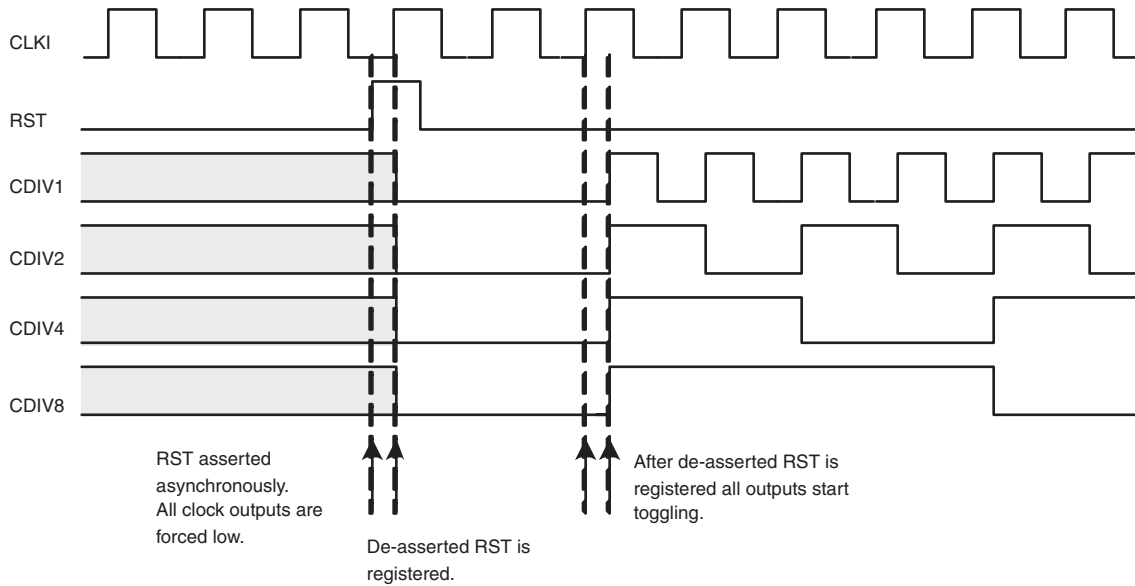 CLKI
RST
CDIV1
CDIV2
CDIV4
CDIV8
RST asserted
asynchronously.
All clock outputs are
forced low.
De-asserted RST is
registered.
After de-asserted RST is
registered all outputs start
toggling.